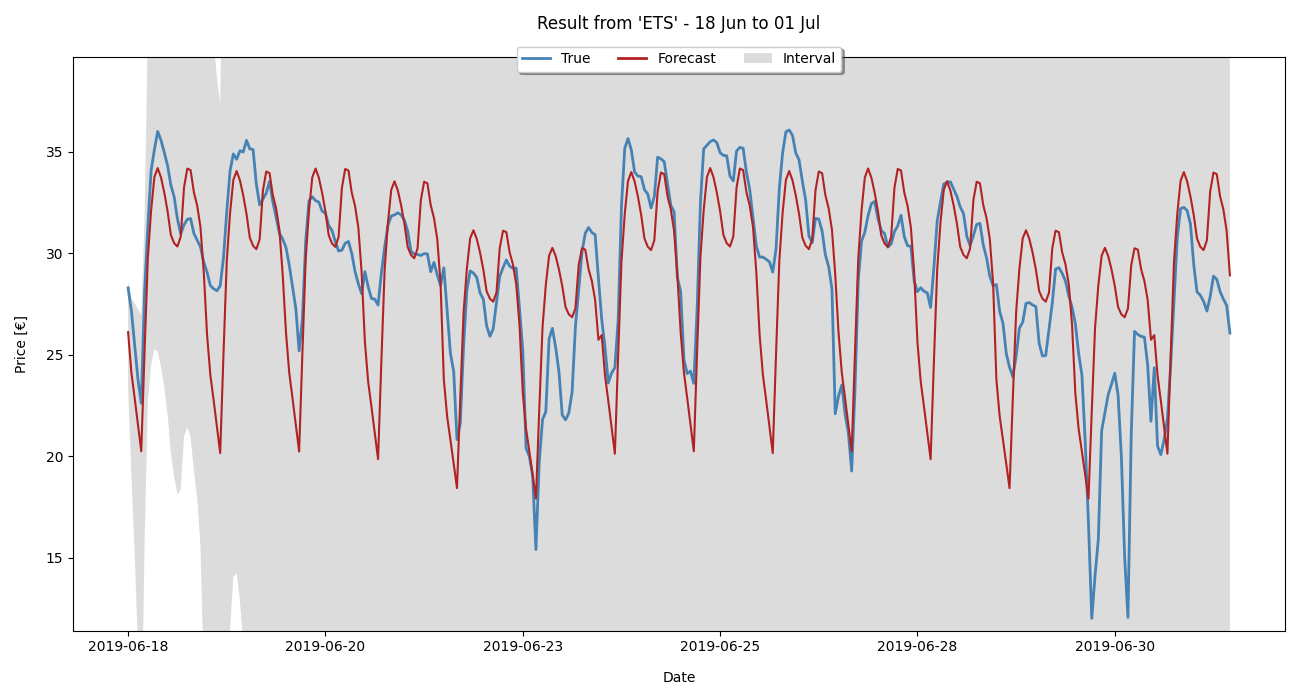 Result from 'ETS' - 18 Jun to 01 Jul
True Forecast Interval
Price [€]
35
30
25
20
15
2019-06-18 2019-06-20 2019-06-23 2019-06-25 2019-06-28 2019-06-30
Date